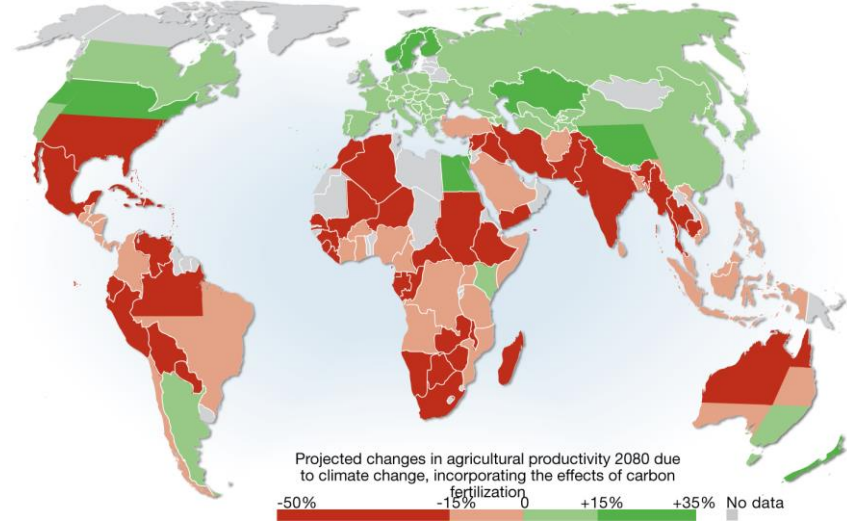 Projected changes in agricultural productivity 2080 due
to climate change, incorporating the effects of carbon
fertilization
-50% -15% 0 +15% +35% No data